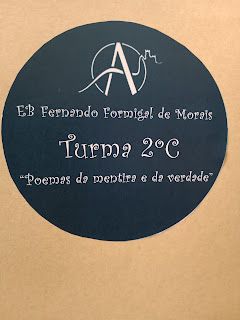 A
EB Fernando Formigal de Morais
Turma 2ºC
"Poemas da mentira e da verdade"